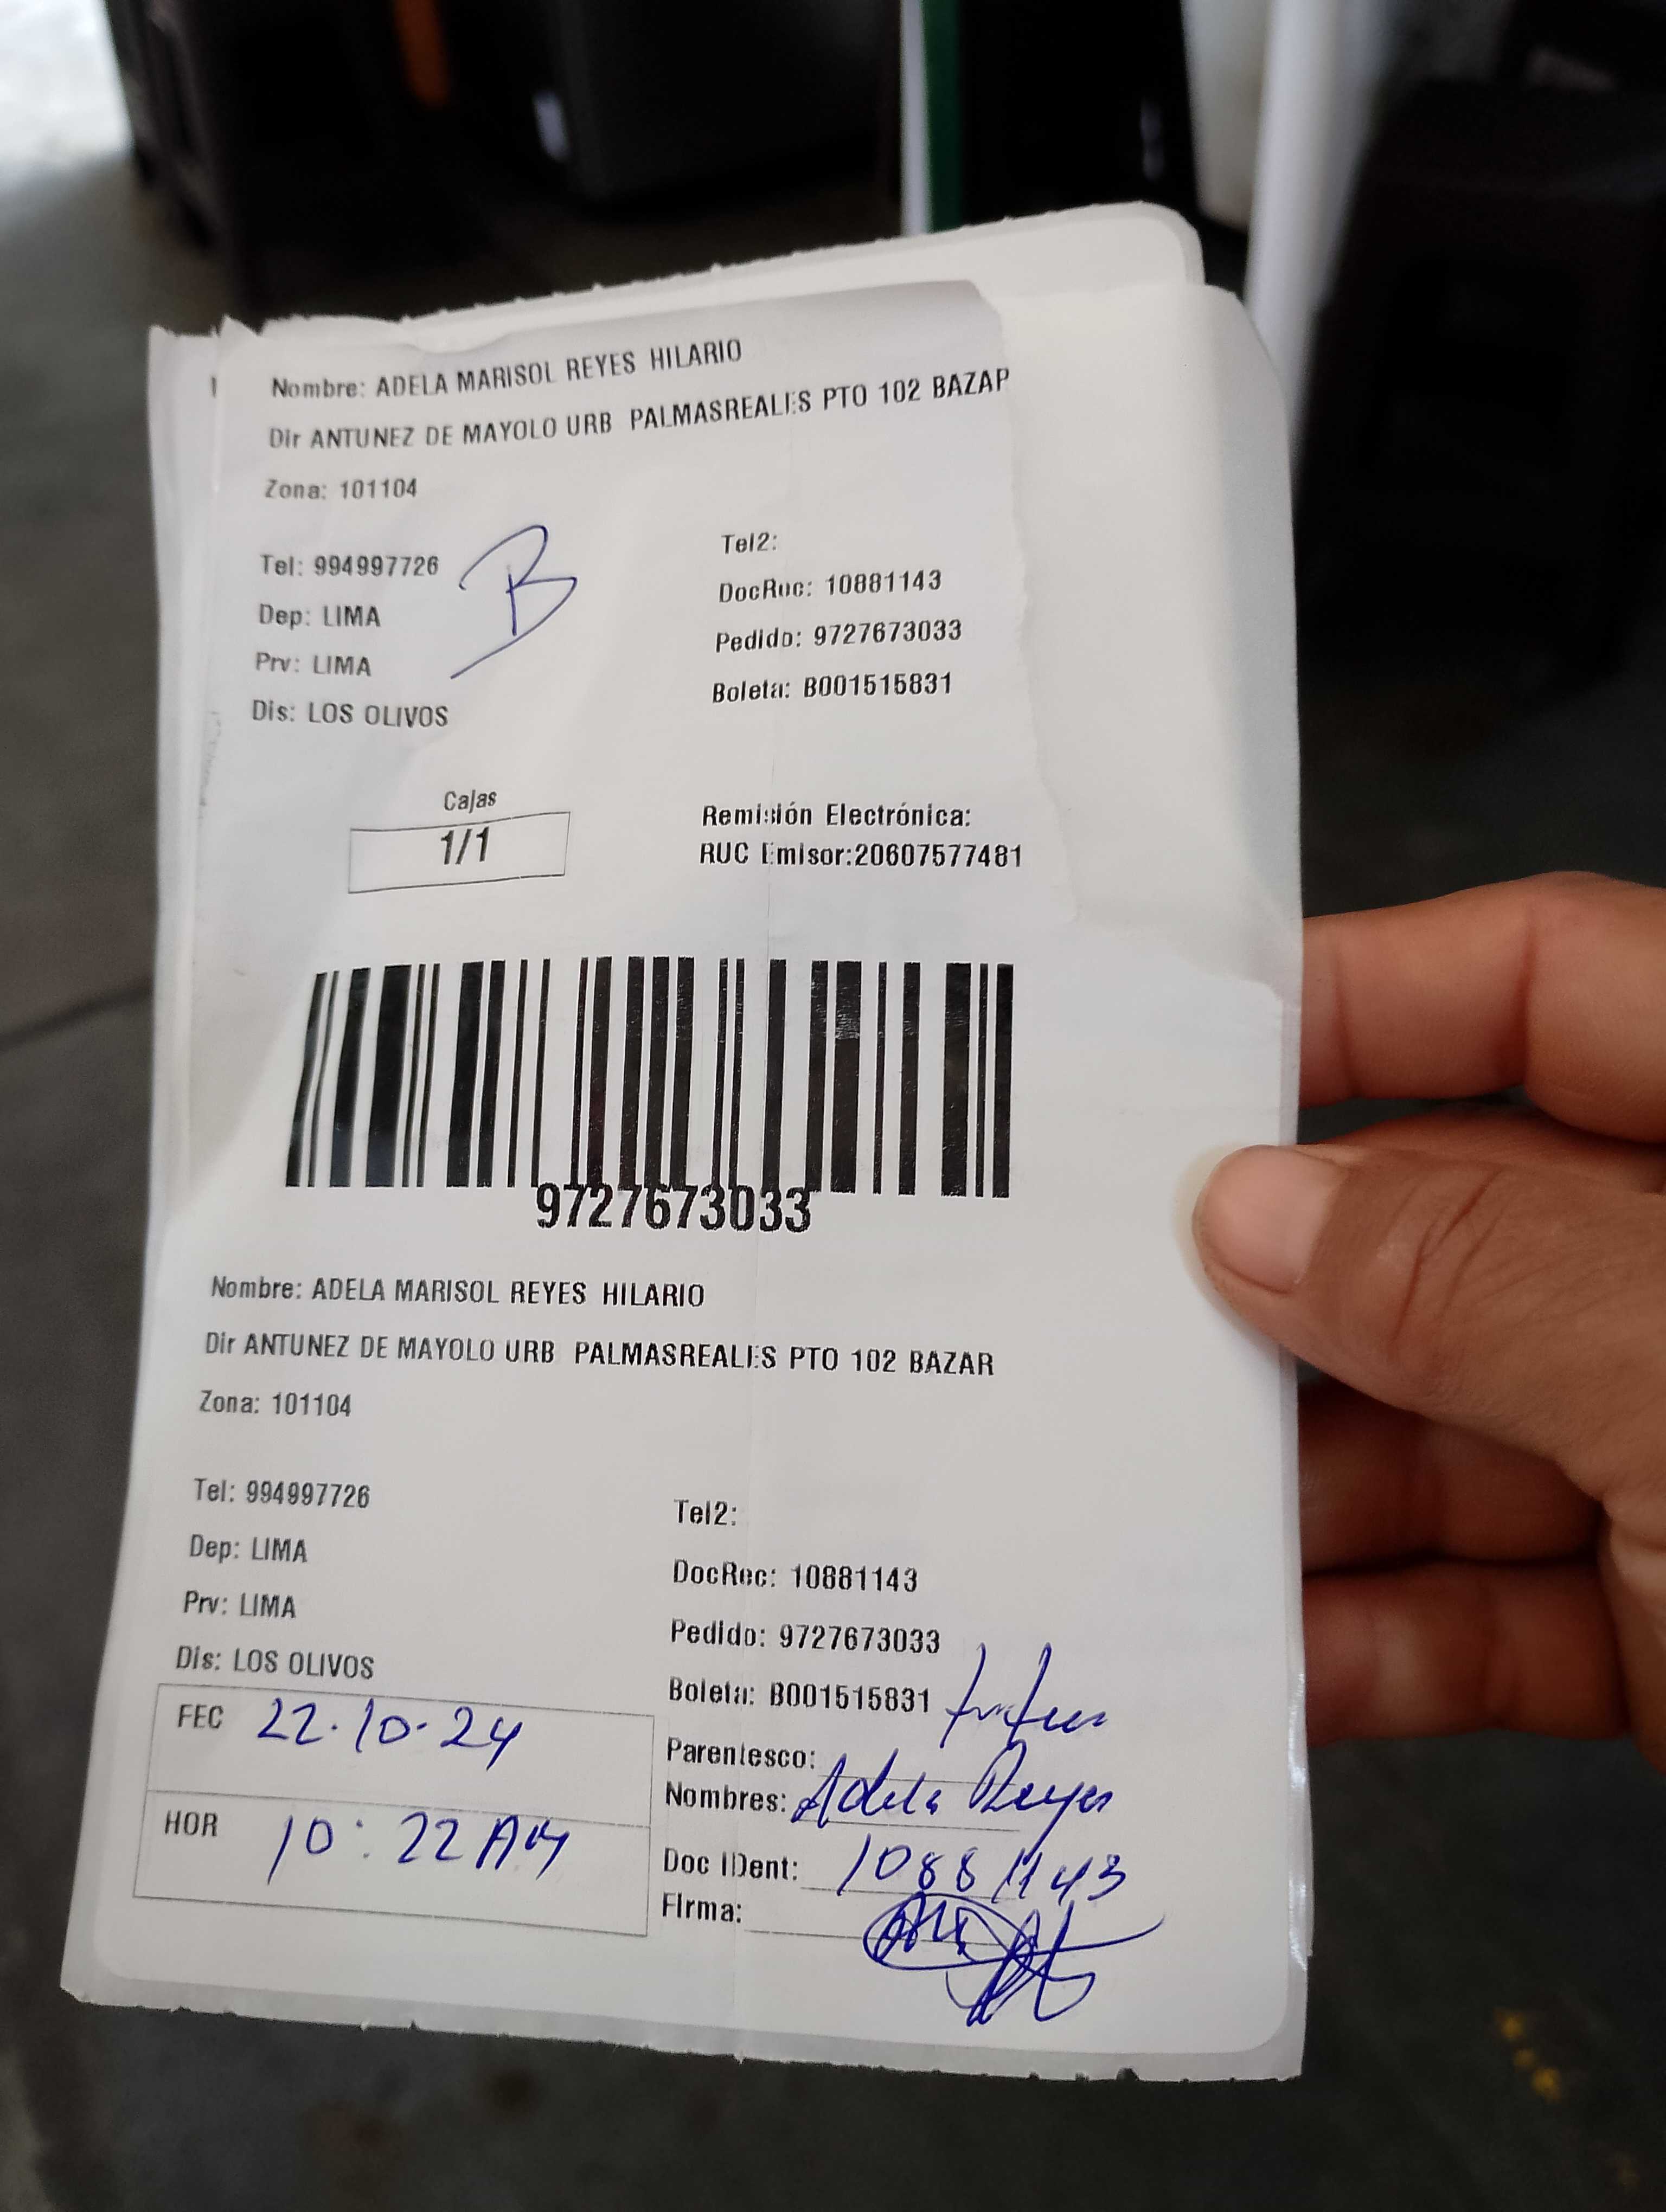 Nombre: ADELA MARISOL REYES HILARIO
Dir ANTUNEZ DE MAYOLO URB PALMASREALES PTO 102 BAZAR
Zona: 101104
Tel: 994997726
B
Dep: LIMA
Prv: LIMA
Dis: LOS OLIVOS
Tel2:
DocRec: 10881143
Pedido: 9727673033
Boleta: B001515831
Cajas
1/1
Remisión Electrónica:
RUC Emisor:20607577481
9727673033
Nombre: ADELA MARISOL REYES HILARIO
Dir ANTUNEZ DE MAYOLO URB PALMASREALES PTO 102 BAZAR
Zona: 101104
Tel: 994997726
Dep: LIMA
Prv: LIMA
Dis: LOS OLIVOS
Tel2:
DocRec: 10881143
Pedido: 9727673033
Boleta: B001515831
FEC 22-10-24
HOR 10:22 AM
Parentesco:
Nombres: Adela Reyes
Doc IDent: 10881143
Firma: